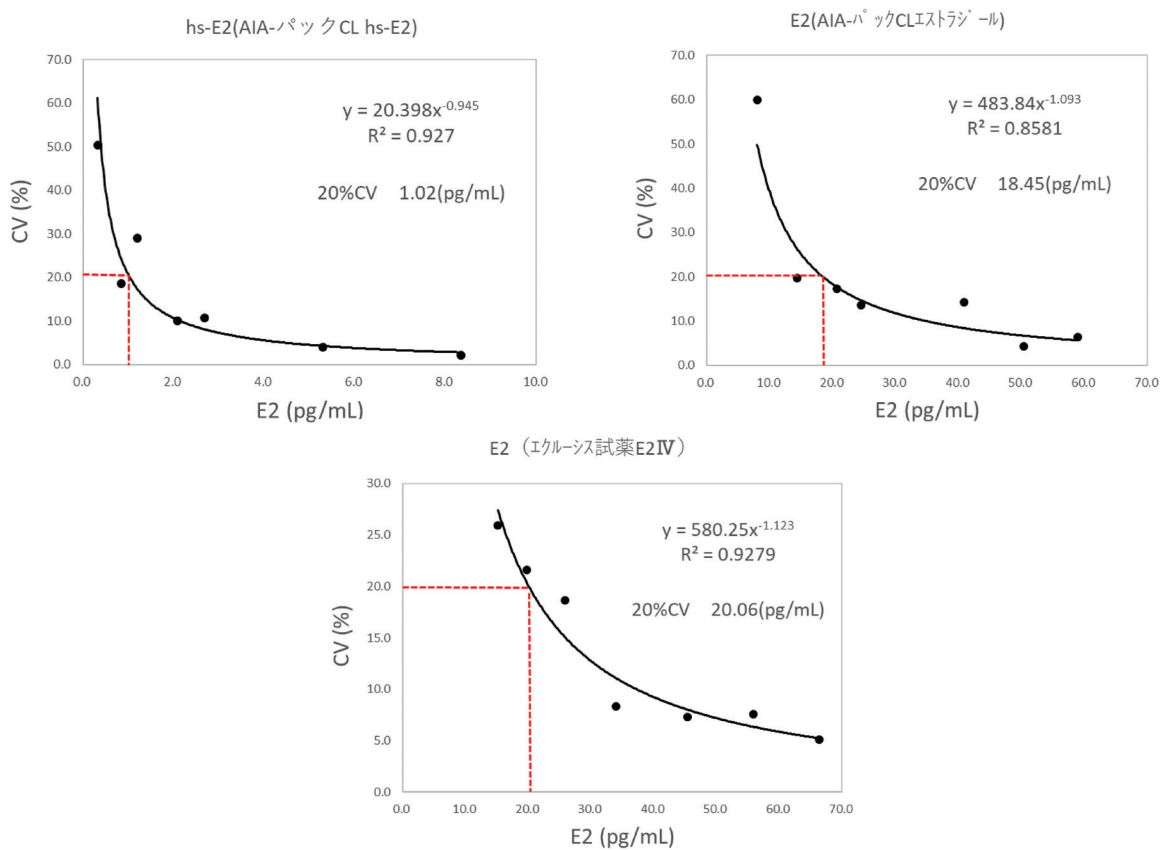 hs-E2(AIA-パックCL hs-E2)
70.0
60.0
50.0
40.0
30.0
20.0
10.0
0.0
CV (%)
y = 20.398x-0.945
R² = 0.927
20%CV 1.02(pg/mL)
0.0 2.0 4.0 6.0 8.0 10.0
E2 (pg/mL)
E2(AIA-ﾊﾟｯｸCLｴｽﾄﾗｼﾞｰﾙ)
70.0
60.0
50.0
40.0
30.0
20.0
10.0
0.0
CV (%)
y = 483.84x-1.093
R² = 0.8581
20%CV 18.45(pg/mL)
0.0 10.0 20.0 30.0 40.0 50.0 60.0 70.0
E2 (pg/mL)
E2（ｴｸﾙｰｼｽ試薬E2Ⅳ）
30.0
25.0
20.0
15.0
10.0
5.0
0.0
CV (%)
y = 580.25x-1.123
R² = 0.9279
20%CV 20.06(pg/mL)
0.0 10.0 20.0 30.0 40.0 50.0 60.0 70.0
E2 (pg/mL)